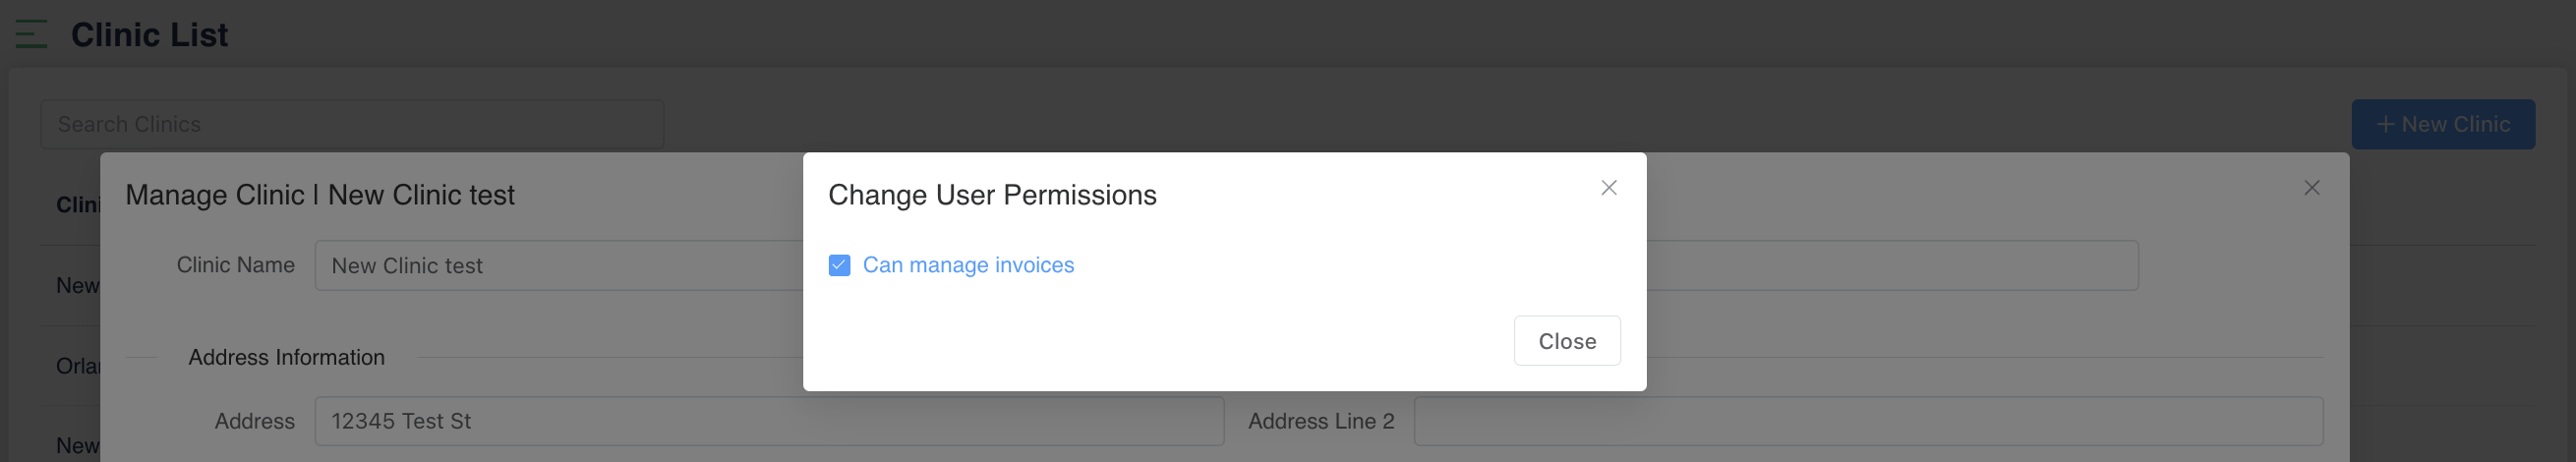 Clinic List
Search Clinics
+ New Clinic
Manage Clinic | New Clinic test
Change User Permissions
Clini
Clinic Name
New Clinic test
Can manage invoices
New
Close
Address Information
Orla
Address
12345 Test St
Address Line 2
New